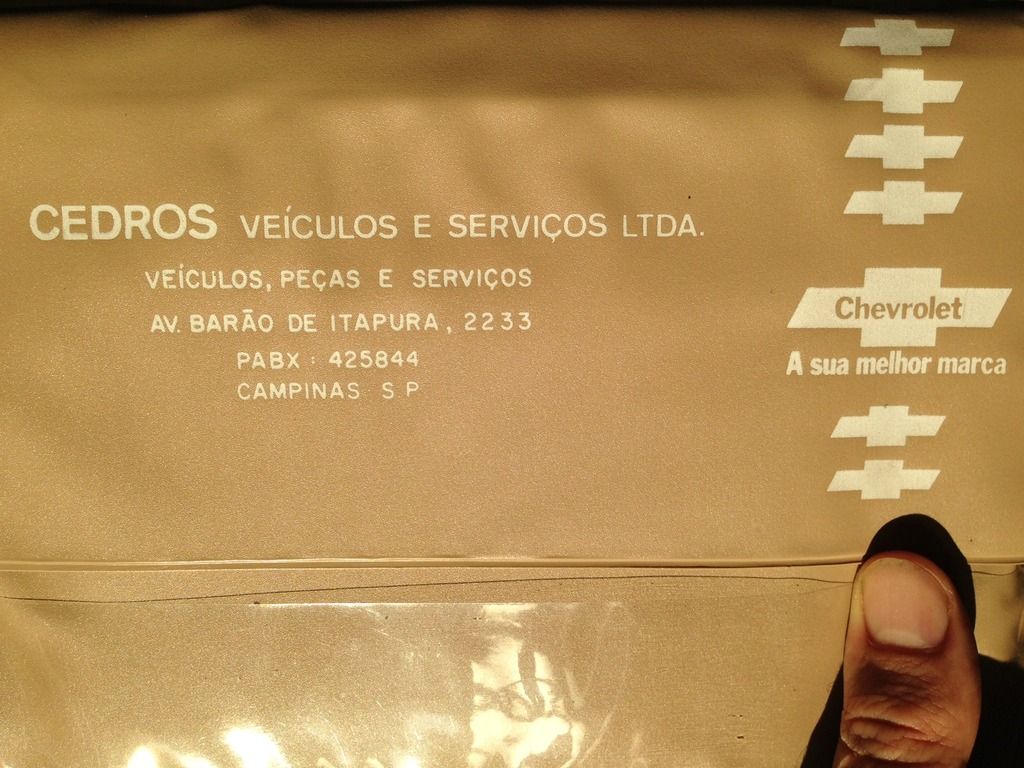 CEDROS VEÍCULOS E SERVIÇOS LTDA.
VEÍCULOS, PEÇAS E SERVIÇOS
AV. BARÃO DE ITAPURA, 2233
PABX : 425844
CAMPINAS S P
Chevrolet
A sua melhor marca